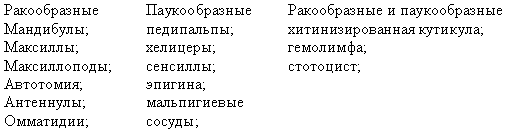 Ракообразные Паукообразные Ракообразные и паукообразные
Мандибулы; педипальпы; хитинизированная кутикула;
Максиллы; хелицеры; гемолимфа;
Максиллоподы; сенсиллы; стотоцист;
Автотомия; эпигина;
Антеннулы; мальпигиевые
Омматидии; сосуды;